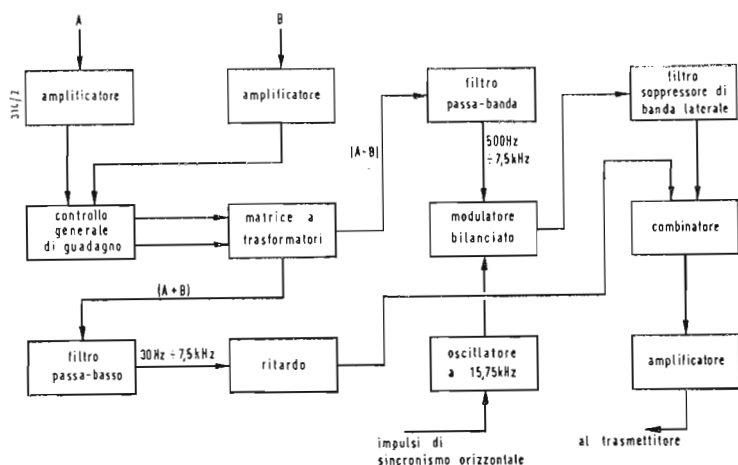 A
B
314/2
amplificatore
amplificatore
filtro
passa-banda
filtro
soppressore di
banda laterale
(A-B)
500Hz
÷7,5kHz
controllo
generale
di guadagno
matrice a
trasformatori
modulatore
bilanciato
combinatore
(A+B)
filtro
passa-basso
30Hz ÷7,5kHz
ritardo
oscillatore
a 15,75kHz
amplificatore
impulsi di
sincronismo orizzontale
al trasmettitore